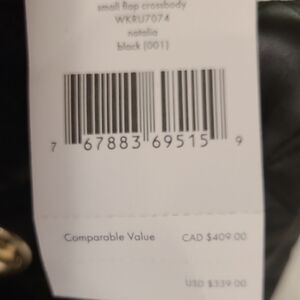 small flap crossbody
WKRU7074
natalia
black (001)
7 67883 69515 9
Comparable Value CAD $409.00
USD $339.00